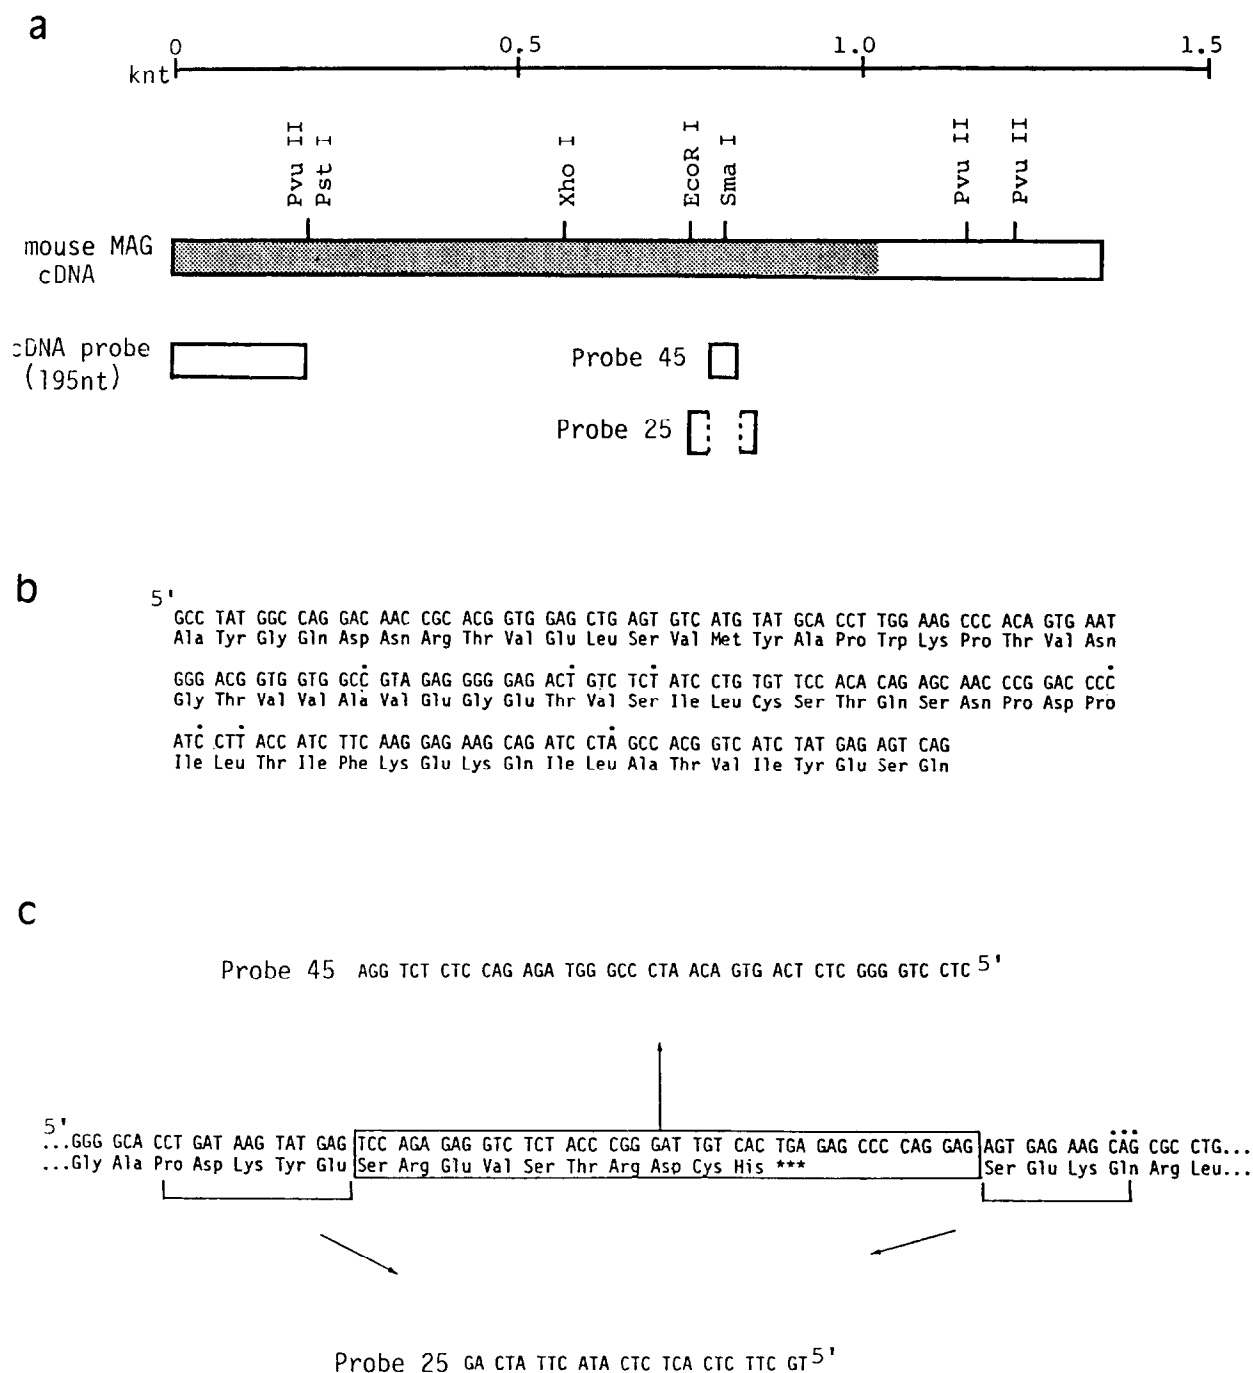 a
0 0.5 1.0 1.5
knt
Pvu II
Pst I
Xho I
EcoR I
Sma I
Pvu II
Pvu II
mouse MAG
cDNA
cDNA probe
(195nt)
Probe 45
Probe 25
b
5'
GCC TAT GGC CAG GAC AAC CGC ACG GTG GAG CTG AGT GTC ATG TAT GCA CCT TGG AAG CCC ACA GTG AAT
Ala Tyr Gly Gln Asp Asn Arg Thr Val Glu Leu Ser Val Met Tyr Ala Pro Trp Lys Pro Thr Val Asn
GGG ACG GTG GTG GCC GTA GAG GGG GAG ACT GTC TCT ATC CTG TGT TCC ACA CAG AGC AAC CCG GAC CCC
Gly Thr Val Val Ala Val Glu Gly Glu Thr Val Ser Ile Leu Cys Ser Thr Gln Ser Asn Pro Asp Pro
ATC CTT ACC ATC TTC AAG GAG AAG CAG ATC CTA GCC ACG GTC ATC TAT GAG AGT CAG
Ile Leu Thr Ile Phe Lys Glu Lys Gln Ile Leu Ala Thr Val Ile Tyr Glu Ser Gln
c
Probe 45 AGG TCT CTC CAG AGA TGG GCC CTA ACA GTG ACT CTC GGG GTC CTC 5'
5'
...GGG GCA CCT GAT AAG TAT GAG TCC AGA GAG GTC TCT ACC CGG GAT TGT CAC TGA GAG CCC CAG GAG AGT GAG AAG CAG CGC CTG...
...Gly Ala Pro Asp Lys Tyr Glu Ser Arg Glu Val Ser Thr Arg Asp Cys His *** Ser Glu Lys Gln Arg Leu...
Probe 25 GA CTA TTC ATA CTC TCA CTC TTC GT 5'